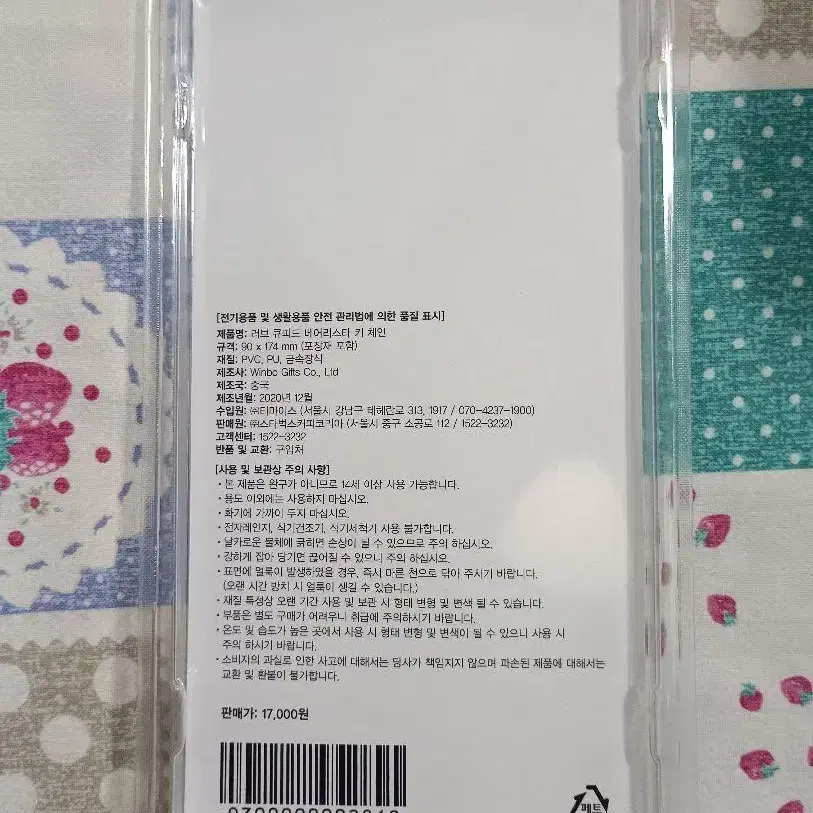 [전기용품 및 생활용품 안전 관리법에 의한 품질 표시]
제품명: 러브 큐피드 베어리스타 키 체인
규격: 90 x 174 mm (포장재 포함)
재질: PVC, PU, 금속장식
제조사: Winbc Gifts Co., Ltd
제조국: 중국
제조년월: 2020년 12월
수입원: ㈜티마이스 (서울시 강남구 테헤란로 313, 1917 / 070-4237-1900)
판매원: ㈜스타벅스커피코리아 (서울시 중구 소공로 112 / 1522-3232)
고객센터: 1522-3232
반품 및 교환: 구입처
[사용 및 보관상 주의 사항]
• 본 제품은 완구가 아니므로 14세 이상 사용 가능합니다.
• 용도 이외에는 사용하지 마십시오.
• 화기에 가까이 두지 마십시오.
• 전자레인지, 식기건조기, 식기세척기 사용 불가합니다.
• 날카로운 물체에 긁히면 손상이 될 수 있으므로 주의 하십시오.
• 강하게 잡아 당기면 끊어질 수 있으니 주의 하십시오.
• 표면에 얼룩이 발생하였을 경우, 즉시 마른 천으로 닦아 주시기 바랍니다.
(오랜 시간 방치 시 얼룩이 생길 수 있습니다.)
• 재질 특성상 오랜 기간 사용 및 보관 시 형태 변형 및 변색 될 수 있습니다.
• 부품은 별도 구매가 어려우니 취급에 주의하시기 바랍니다.
• 온도 및 습도가 높은 곳에서 사용 시 형태 변형 및 변색이 될 수 있으니 사용 시
주의 하시기 바랍니다.
• 소비자의 과실로 인한 사고에 대해서는 당사가 책임지지 않으며 파손된 제품에 대해서는
교환 및 환불이 불가합니다.
판매가: 17,000원
페트